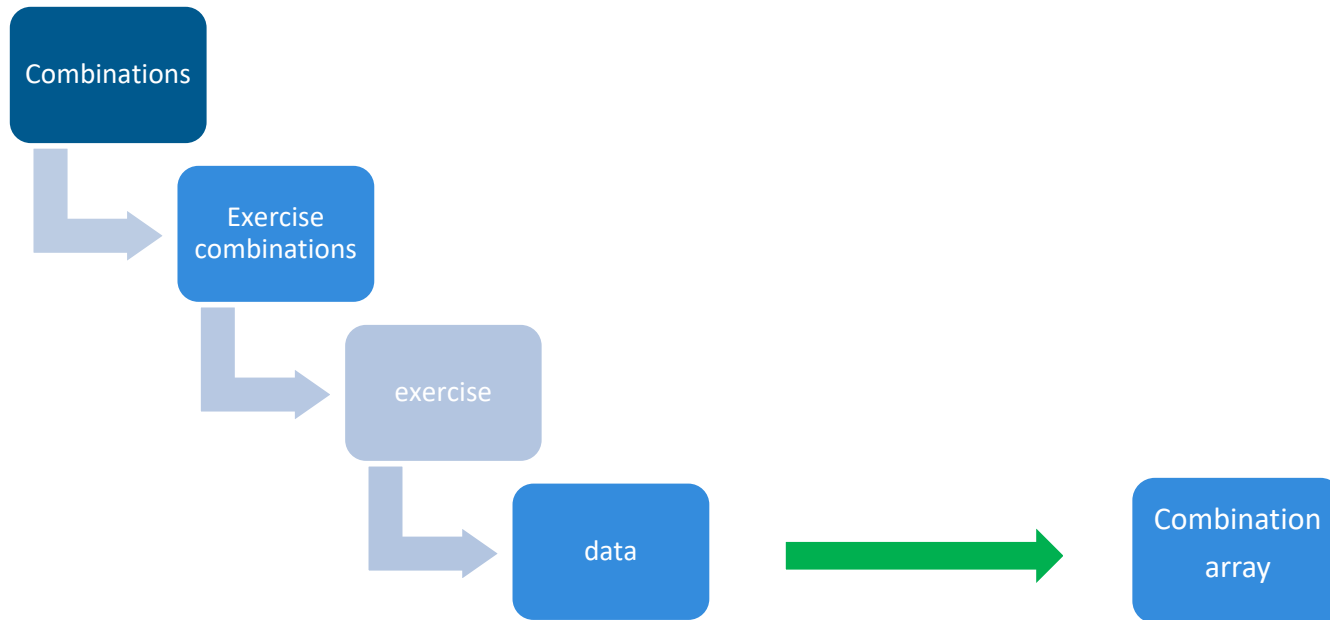 Combinations
Exercise
combinations
exercise
data
Combination
array